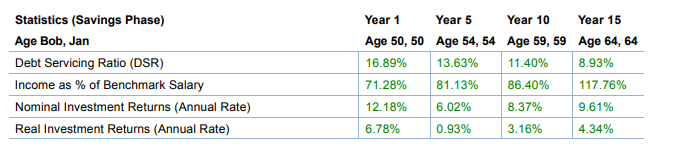 Statistics (Savings Phase) Year 1 Year 5 Year 10 Year 15
Age Bob, Jan Age 50, 50 Age 54, 54 Age 59, 59 Age 64, 64
Debt Servicing Ratio (DSR) 16.89% 13.63% 11.40% 8.93%
Income as % of Benchmark Salary 71.28% 81.13% 86.40% 117.76%
Nominal Investment Returns (Annual Rate) 12.18% 6.02% 8.37% 9.61%
Real Investment Returns (Annual Rate) 6.78% 0.93% 3.16% 4.34%